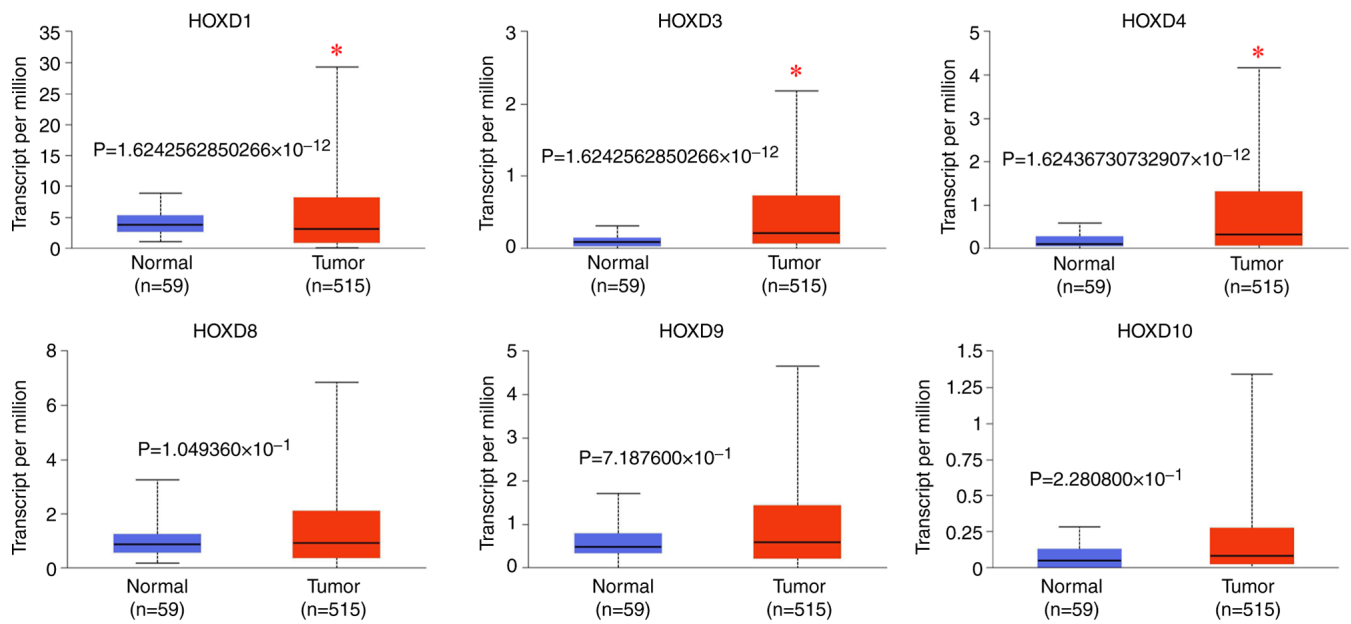 HOXD1
Transcript per million
35
30
25
20
15
10
5
0
*
P=1.6242562850266×10−12
Normal
(n=59)
Tumor
(n=515)
HOXD3
Transcript per million
3
2
1
0
*
P=1.6242562850266×10−12
Normal
(n=59)
Tumor
(n=515)
HOXD4
Transcript per million
5
4
3
2
1
0
*
P=1.62436730732907×10−12
Normal
(n=59)
Tumor
(n=515)
HOXD8
Transcript per million
8
6
4
2
0
P=1.049360×10−1
Normal
(n=59)
Tumor
(n=515)
HOXD9
Transcript per million
5
4
3
2
1
0
P=7.187600×10−1
Normal
(n=59)
Tumor
(n=515)
HOXD10
Transcript per million
1.5
1.25
1
0.75
0.5
0.25
0
P=2.280800×10−1
Normal
(n=59)
Tumor
(n=515)